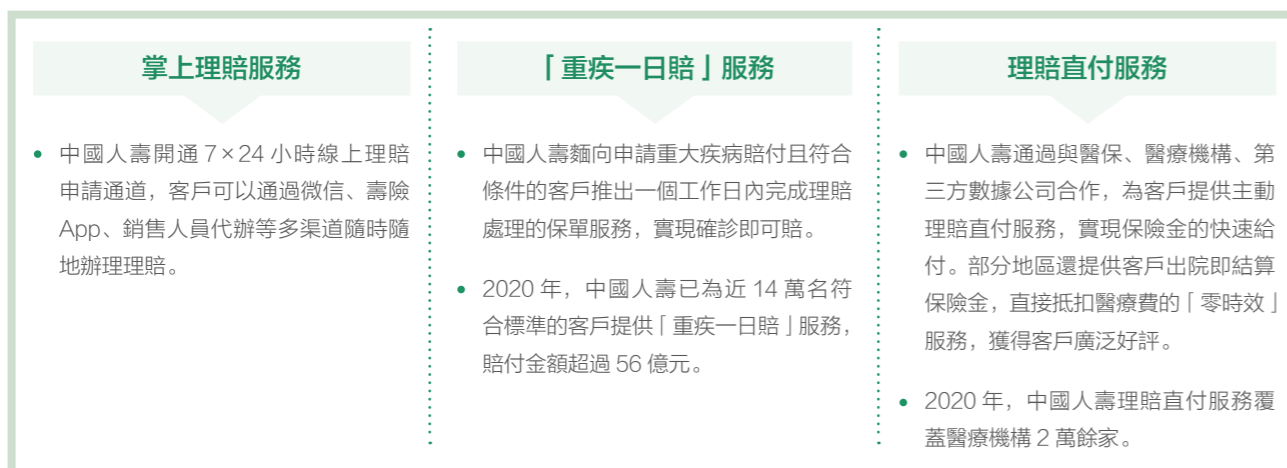 掌上理賠服務
• 中國人壽開通 7×24 小時線上理賠
申請通道，客戶可以通過微信、壽險
App、銷售人員代辦等多渠道隨時隨
地辦理理賠。
「重疾一日賠」服務
• 中國人壽麵向申請重大疾病賠付且符合
條件的客戶推出一個工作日內完成理賠
處理的保單服務，實現確診即可賠。
• 2020 年，中國人壽已為近 14 萬名符
合標準的客戶提供「重疾一日賠」服務，
賠付金額超過 56 億元。
理賠直付服務
• 中國人壽通過與醫保、醫療機構、第
三方數據公司合作，為客戶提供主動
理賠直付服務，實現保險金的快速給
付。部分地區還提供客戶出院即結算
保險金，直接抵扣醫療費的「零時效」
服務，獲得客戶廣泛好評。
• 2020 年，中國人壽理賠直付服務覆
蓋醫療機構 2 萬餘家。